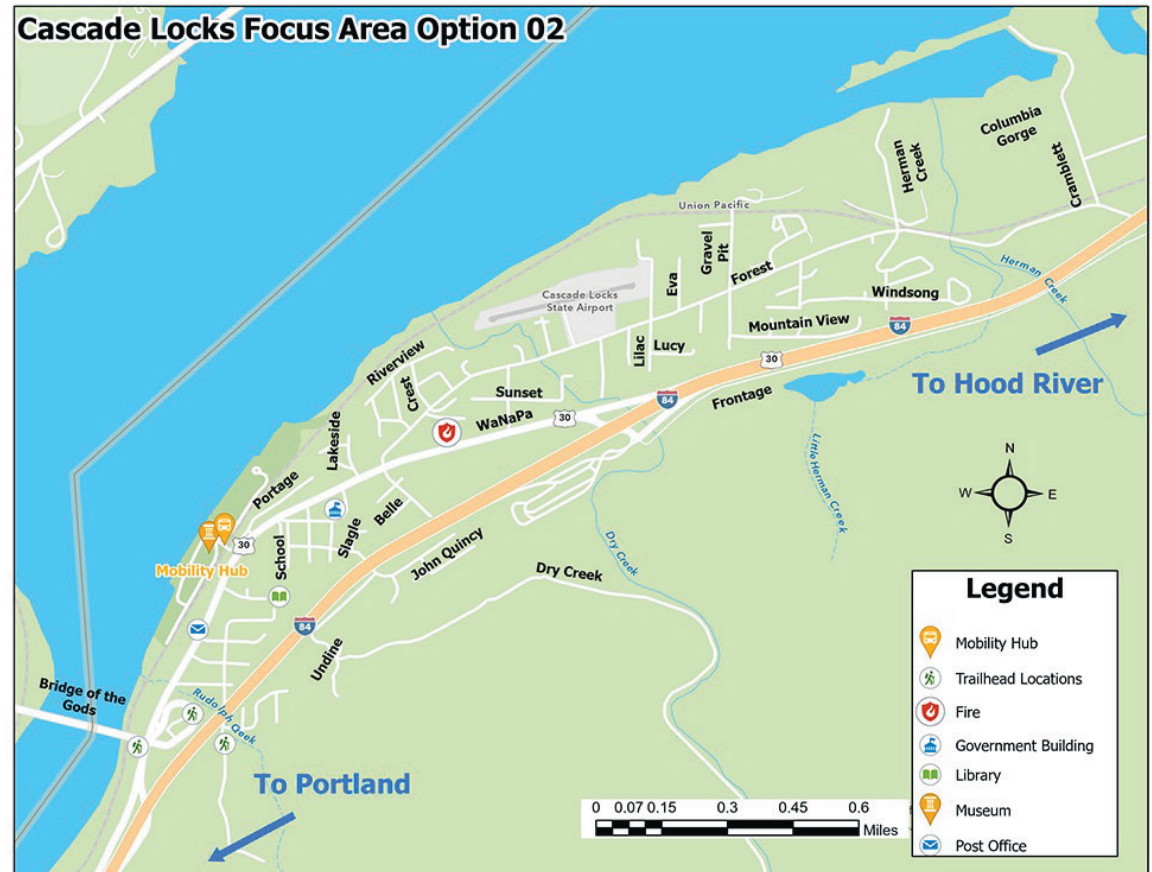 Cascade Locks Focus Area Option 02
Columbia
Gorge
Herman
Creek
Cramblett
Union Pacific
Gravel
Pit
Eva
Forest
Herman
Creek
Windsong
Cascade Locks
State Airport
84
Mountain View
Lilac
Lucy
30
To Hood River
Riverview
Crest
Sunset
84
Frontage
WaNaPa
30
Lakeside
Little Herman Creek
Portage
N
W
E
S
Belle
Slagle
30
School
John Quincy
Dry Creek
Mobility Hub
Dry Creek
84
Undine
Bridge of the
Gods
Rudolph Qeek
To Portland
0 0.07 0.15 0.3 0.45 0.6
Miles
Legend
Mobility Hub
Trailhead Locations
Fire
Government Building
Library
Museum
Post Office